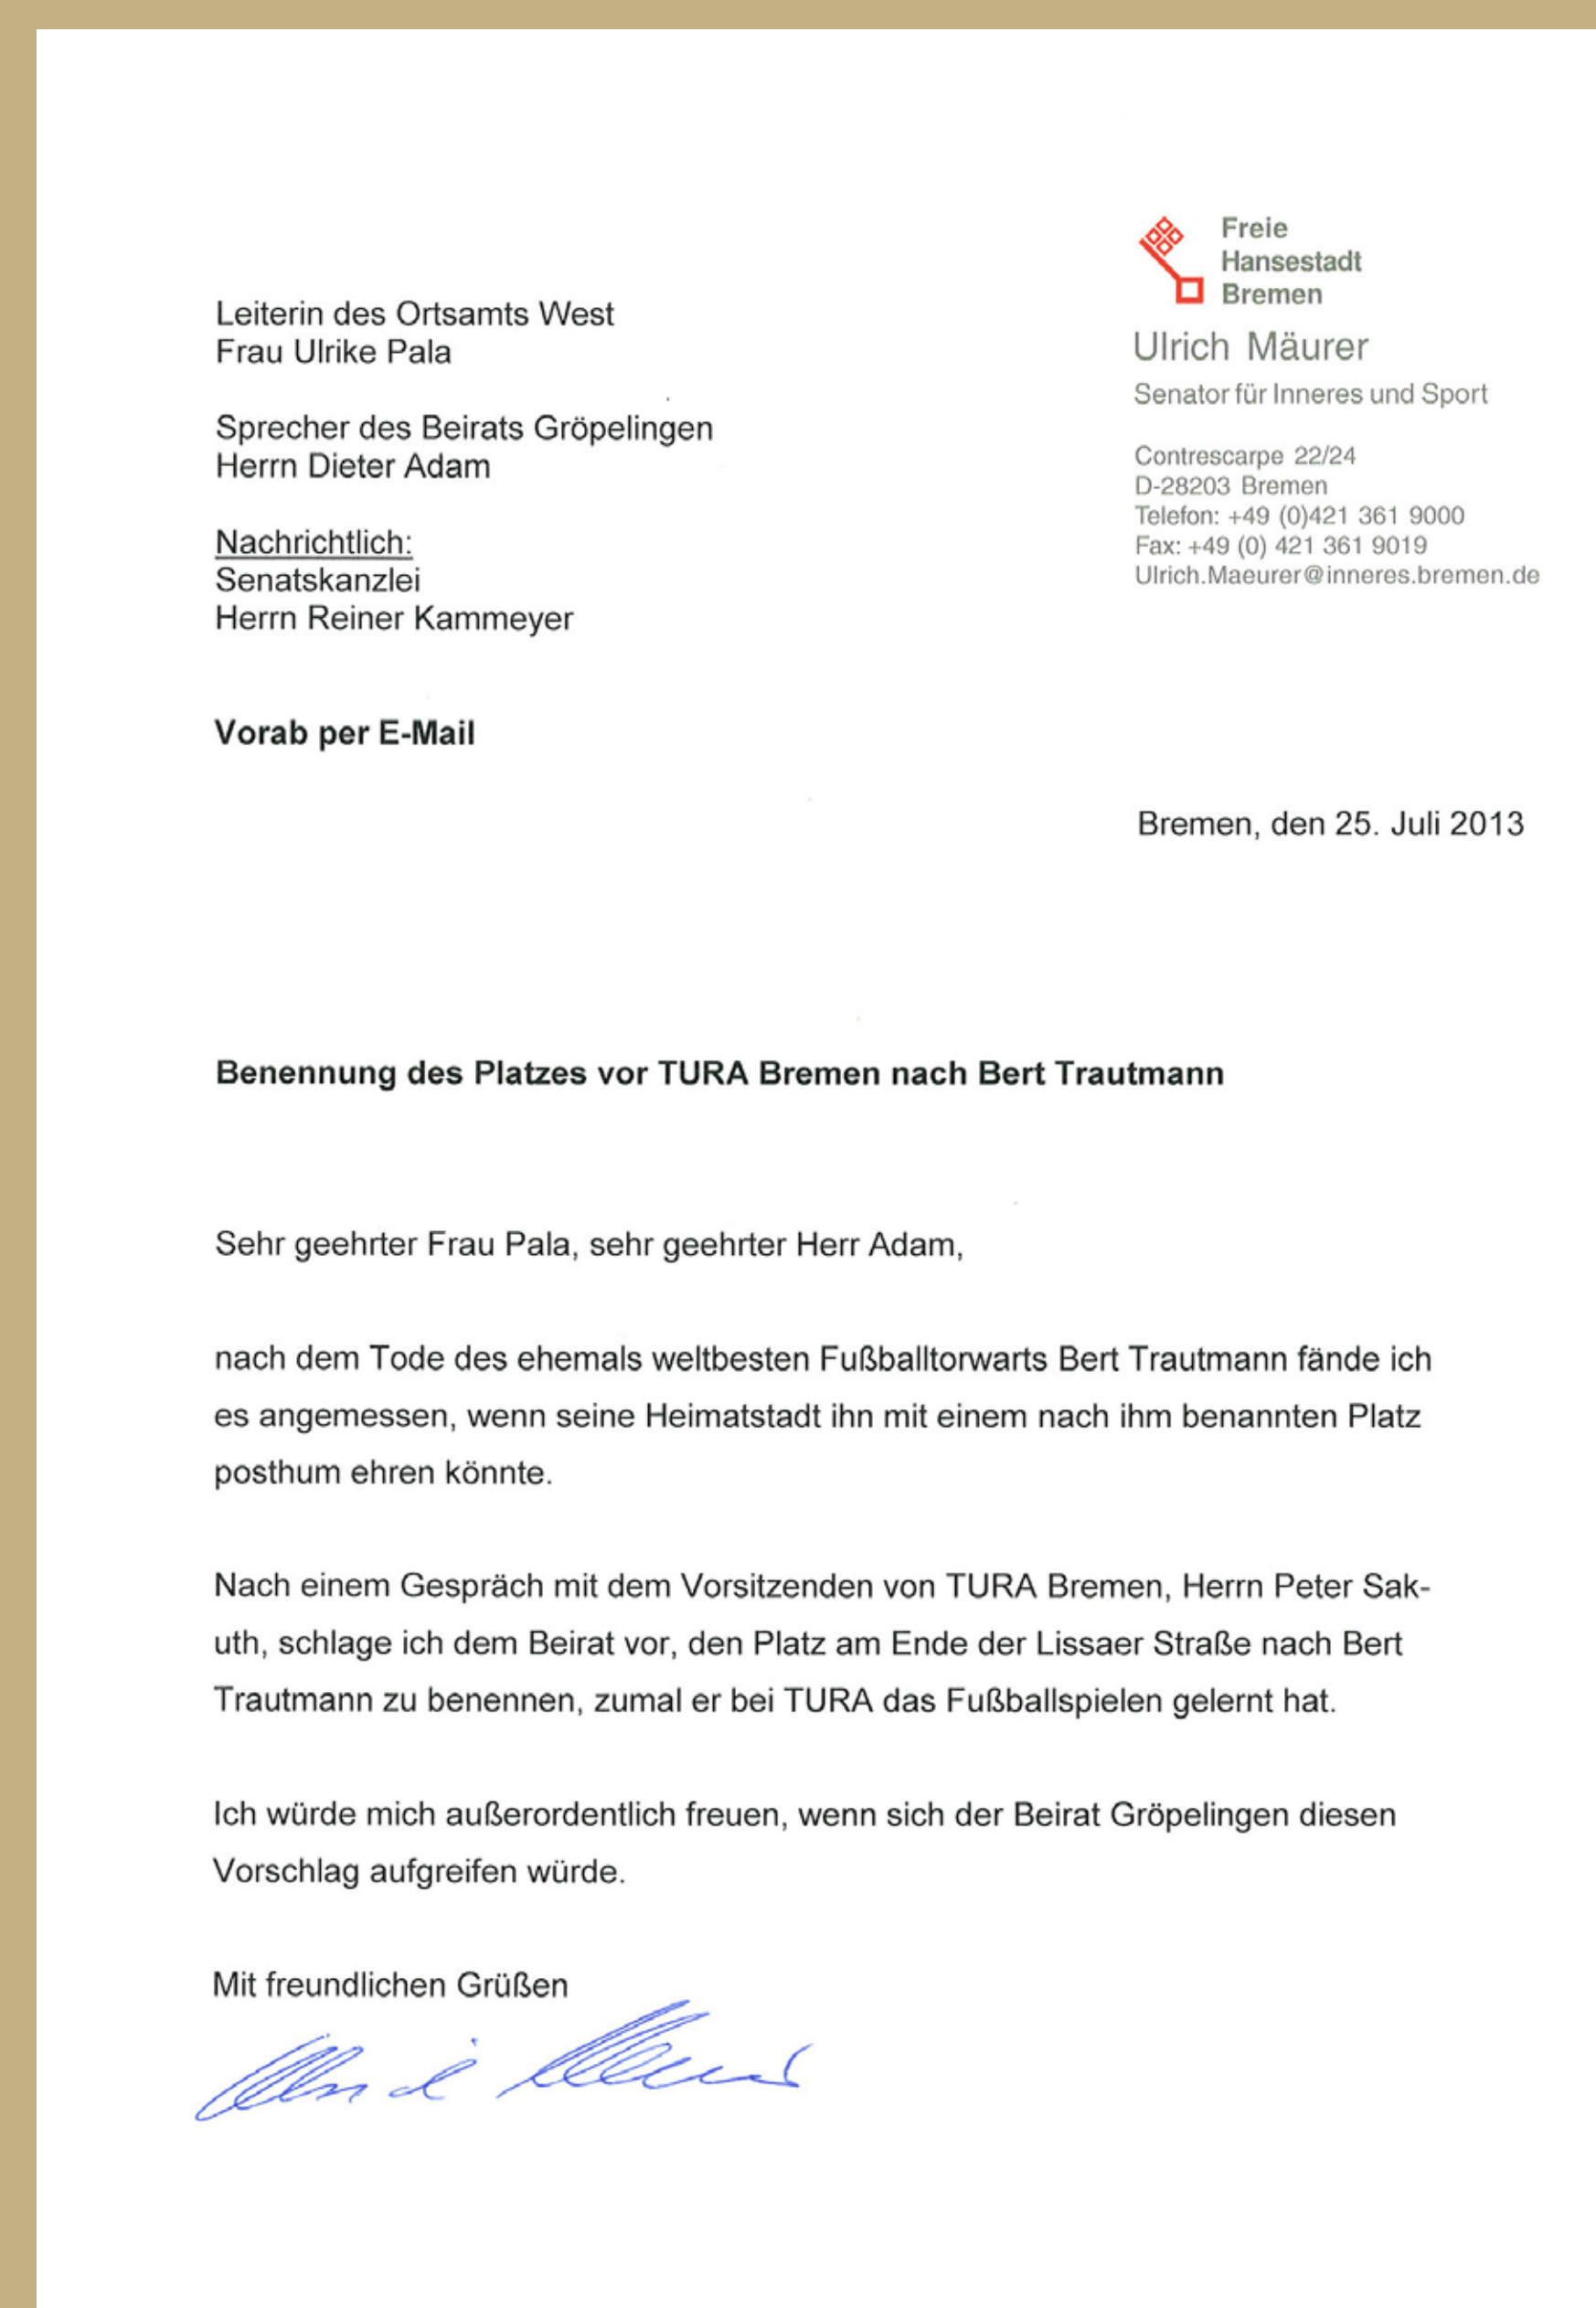 Freie
Hansestadt
Bremen
Ulrich Mäurer
Senator für Inneres und Sport
Contrescarpe 22/24
D-28203 Bremen
Telefon: +49 (0)421 361 9000
Fax: +49 (0) 421 361 9019
Ulrich.Maeurer@inneres.bremen.de
Leiterin des Ortsamts West
Frau Ulrike Pala
Sprecher des Beirats Gröpelingen
Herrn Dieter Adam
Nachrichtlich:
Senatskanzlei
Herrn Reiner Kammeyer
Vorab per E-Mail
Bremen, den 25. Juli 2013
Benennung des Platzes vor TURA Bremen nach Bert Trautmann
Sehr geehrter Frau Pala, sehr geehrter Herr Adam,
nach dem Tode des ehemals weltbesten Fußballtorwarts Bert Trautmann fände ich
es angemessen, wenn seine Heimatstadt ihn mit einem nach ihm benannten Platz
posthum ehren könnte.
Nach einem Gespräch mit dem Vorsitzenden von TURA Bremen, Herrn Peter Sak-
uth, schlage ich dem Beirat vor, den Platz am Ende der Lissaer Straße nach Bert
Trautmann zu benennen, zumal er bei TURA das Fußballspielen gelernt hat.
Ich würde mich außerordentlich freuen, wenn sich der Beirat Gröpelingen diesen
Vorschlag aufgreifen würde.
Mit freundlichen Grüßen